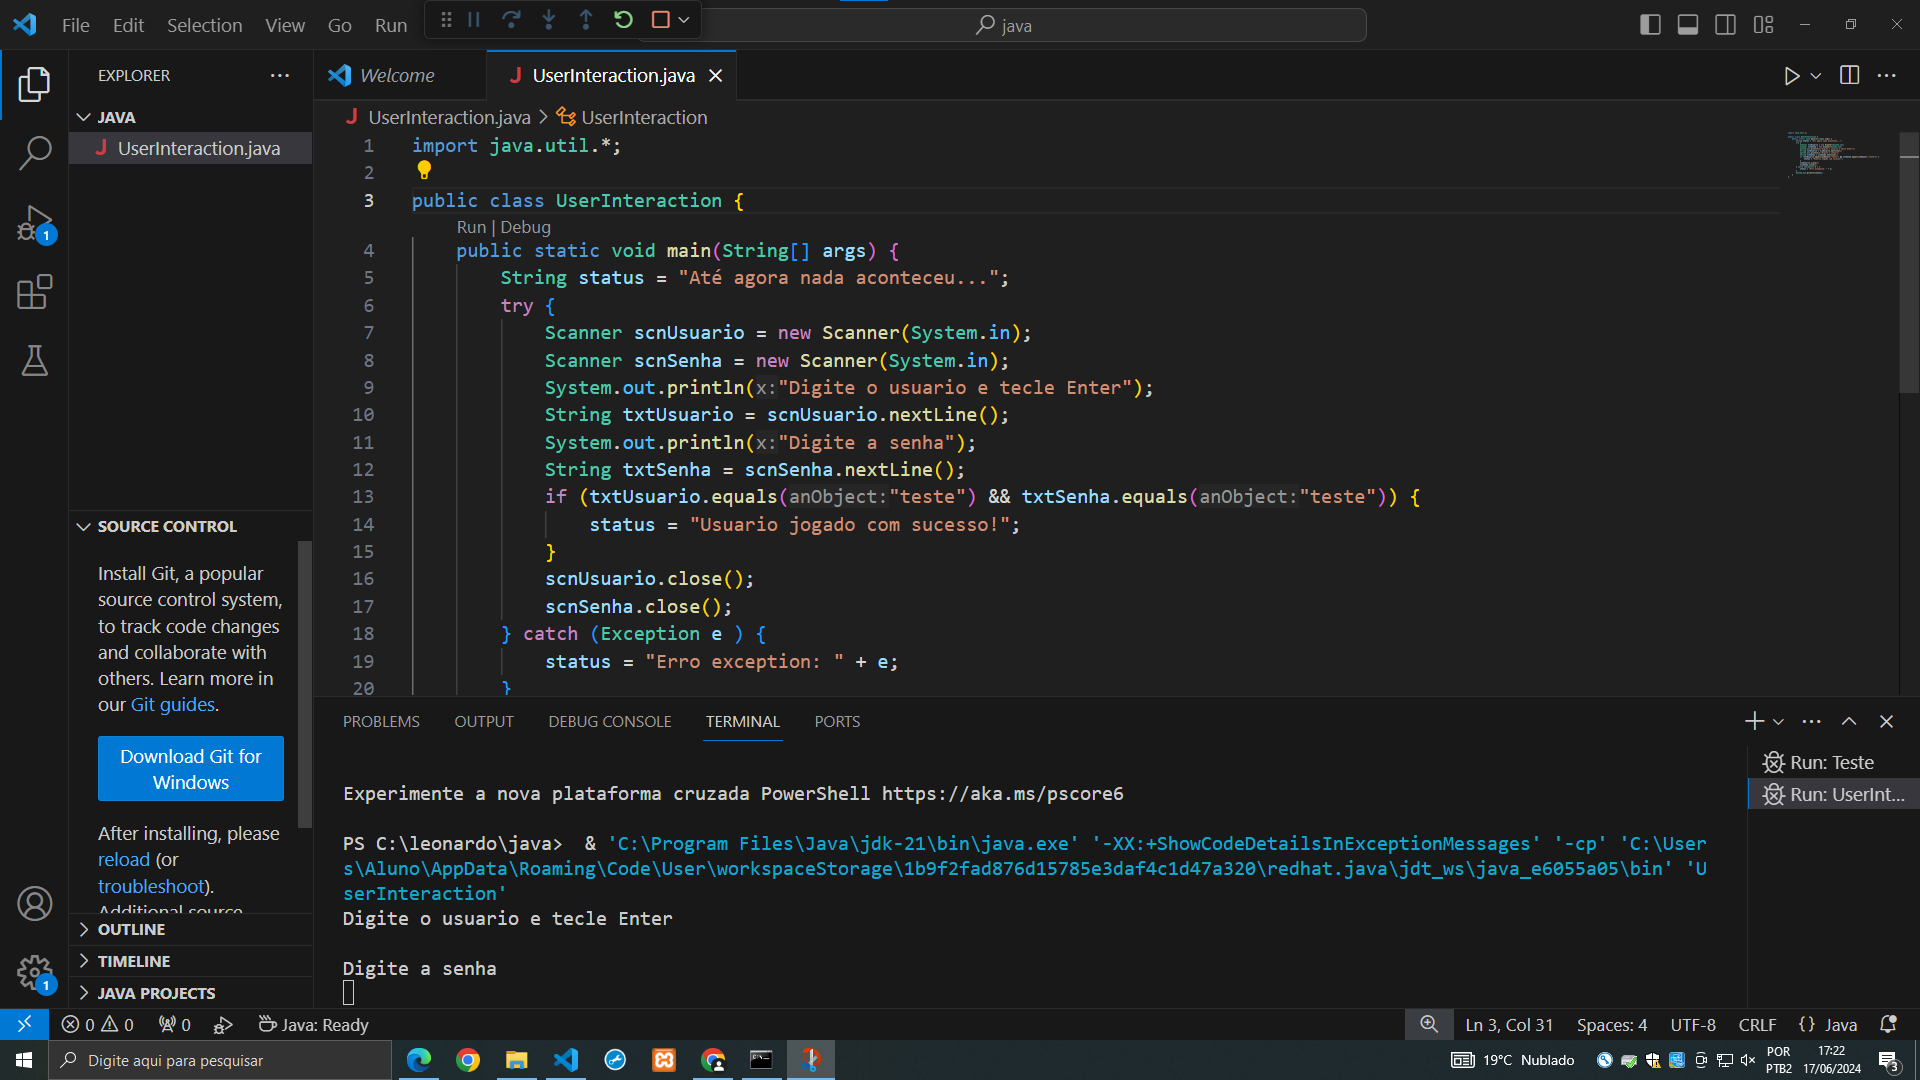 File Edit Selection View Go Run
java
EXPLORER
Welcome
UserInteraction.java
JAVA
UserInteraction.java
UserInteraction.java > UserInteraction
1 import java.util.*;
2
3 public class UserInteraction {
Run | Debug
4 public static void main(String[] args) {
5 String status = "Até agora nada aconteceu...";
6 try {
7 Scanner scnUsuario = new Scanner(System.in);
8 Scanner scnSenha = new Scanner(System.in);
9 System.out.println(x:"Digite o usuario e tecle Enter");
10 String txtUsuario = scnUsuario.nextLine();
11 System.out.println(x:"Digite a senha");
12 String txtSenha = scnSenha.nextLine();
13 if (txtUsuario.equals(anObject:"teste") && txtSenha.equals(anObject:"teste")) {
14 status = "Usuario jogado com sucesso!";
15 }
16 scnUsuario.close();
17 scnSenha.close();
18 } catch (Exception e ) {
19 status = "Erro exception: " + e;
20 }
1
SOURCE CONTROL
Install Git, a popular
source control system,
to track code changes
and collaborate with
others. Learn more in
our Git guides.
Download Git for
Windows
After installing, please
reload (or
troubleshoot).
Additional source
OUTLINE
TIMELINE
JAVA PROJECTS
1
PROBLEMS OUTPUT DEBUG CONSOLE TERMINAL PORTS
Experimente a nova plataforma cruzada PowerShell https://aka.ms/pscore6
PS C:\leonardo\java>  & 'C:\Program Files\Java\jdk-21\bin\java.exe' '-XX:+ShowCodeDetailsInExceptionMessages' '-cp' 'C:\User
s\Aluno\AppData\Roaming\Code\User\workspaceStorage\1b9f2fad876d15785e3daf4c1d47a320\redhat.java\jdt_ws\java_e6055a05\bin' 'U
serInteraction'
Digite o usuario e tecle Enter
Digite a senha
Run: Teste
Run: UserInt...
0 0 0 Java: Ready
Ln 3, Col 31 Spaces: 4 UTF-8 CRLF {} Java
Digite aqui para pesquisar
19°C Nublado
POR
PTB2
17:22
17/06/2024
3